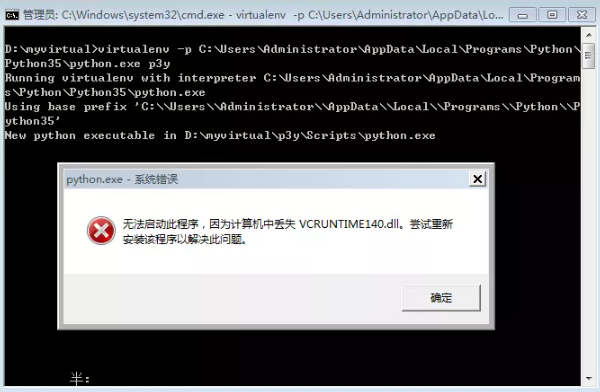 管理员: C:\Windows\system32\cmd.exe - virtualenv  -p C:\Users\Administrator\AppData\Lo...
D:\myvirtual>virtualenv -p C:\Users\Administrator\AppData\Local\Programs\Python\
Python35\python.exe p3y
Running virtualenv with interpreter C:\Users\Administrator\AppData\Local\Program
s\Python\Python35\python.exe
Using base prefix 'C:\\Users\\Administrator\\AppData\\Local\\Programs\\Python\\P
ython35'
New python executable in D:\myvirtual\p3y\Scripts\python.exe
python.exe - 系统错误
无法启动此程序，因为计算机中丢失 VCRUNTIME140.dll。尝试重新
安装该程序以解决此问题。
确定
半: